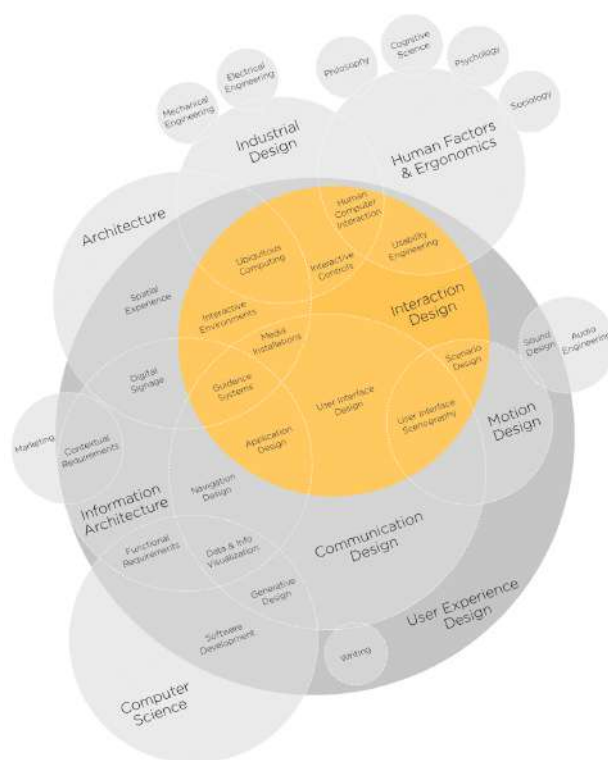 Electrical
Engineering
Mechanical
Engineering
Philosophy
Cognitive
Science
Psychology
Sociology
Industrial
Design
Human Factors
& Ergonomics
Architecture
Human
Computer
Interaction
Ubiquitous
Computing
Interactive
Controls
Usability
Engineering
Spatial
Experience
Interactive
Environments
Media
Installations
Interaction
Design
Sound
Design
Audio
Engineering
Digital
Signage
Guidance
Systems
User Interface
Design
Scenario
Design
User Interface
Scenography
Motion
Design
Marketing
Contextual
Requirements
Application
Design
Navigation
Design
Information
Architecture
Functional
Requirements
Data & Info
Visualization
Communication
Design
Generative
Design
Software
Development
User Experience
Design
Writing
Computer
Science